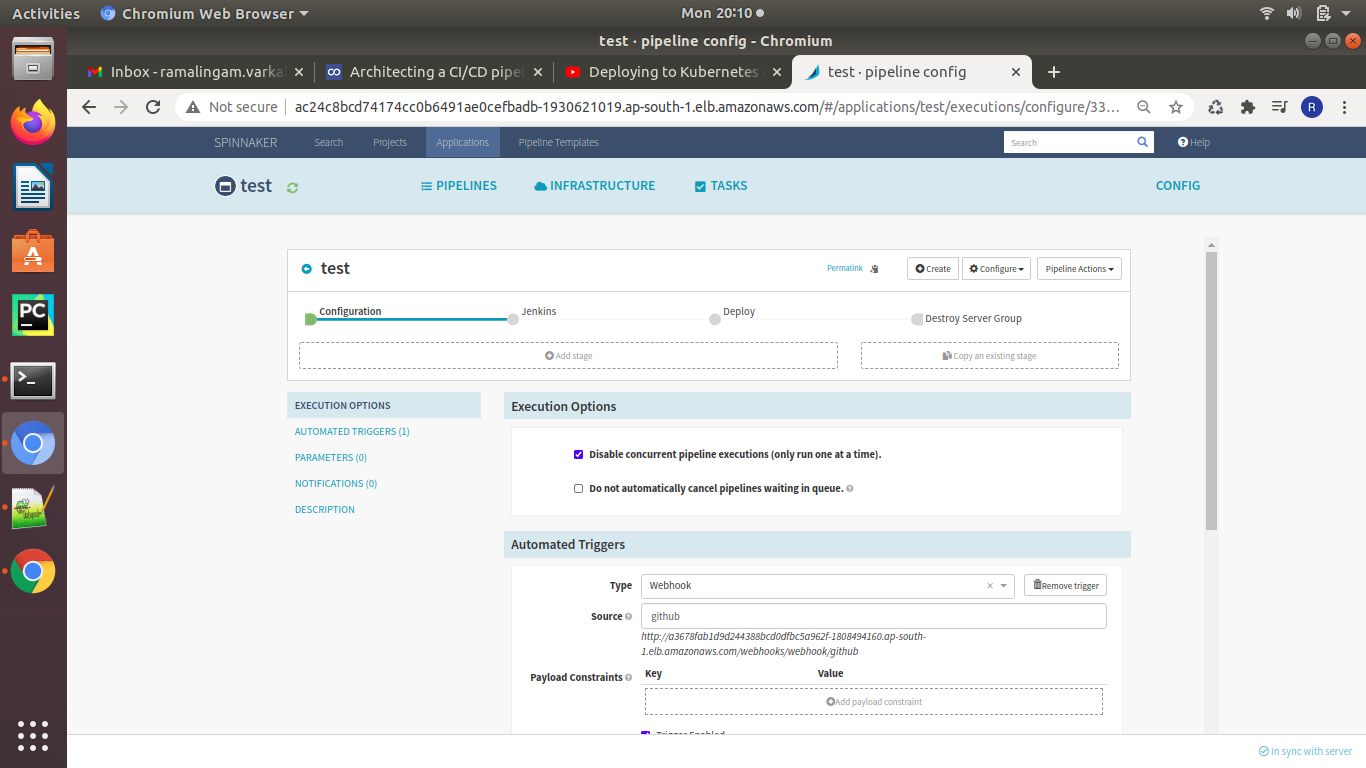 Activities Chromium Web Browser Mon 20:10
test · pipeline config - Chromium
Inbox - ramalingam.varka Architecting a CI/CD pipel Deploying to Kubernetes test · pipeline config
Not secure ac24c8bcd74174cc0b6491ae0cefbadb-1930621019.ap-south-1.elb.amazonaws.com/#/applications/test/executions/configure/33... R
SPINNAKER Search Projects Applications Pipeline Templates Search Help
test PIPELINES INFRASTRUCTURE TASKS CONFIG
test Permalink Create Configure Pipeline Actions
Configuration Jenkins Deploy Destroy Server Group
Add stage Copy an existing stage
EXECUTION OPTIONS
AUTOMATED TRIGGERS (1)
PARAMETERS (0)
NOTIFICATIONS (0)
DESCRIPTION
Execution Options
Disable concurrent pipeline executions (only run one at a time).
Do not automatically cancel pipelines waiting in queue.
Automated Triggers
Type Webhook Remove trigger
Source github
http://a3678fab1d9d244388bcd0dfbc5a962f-1808494160.ap-south-
1.elb.amazonaws.com/webhooks/webhook/github
Payload Constraints Key Value
Add payload constraint
Trigger Enabled
In sync with server
PC